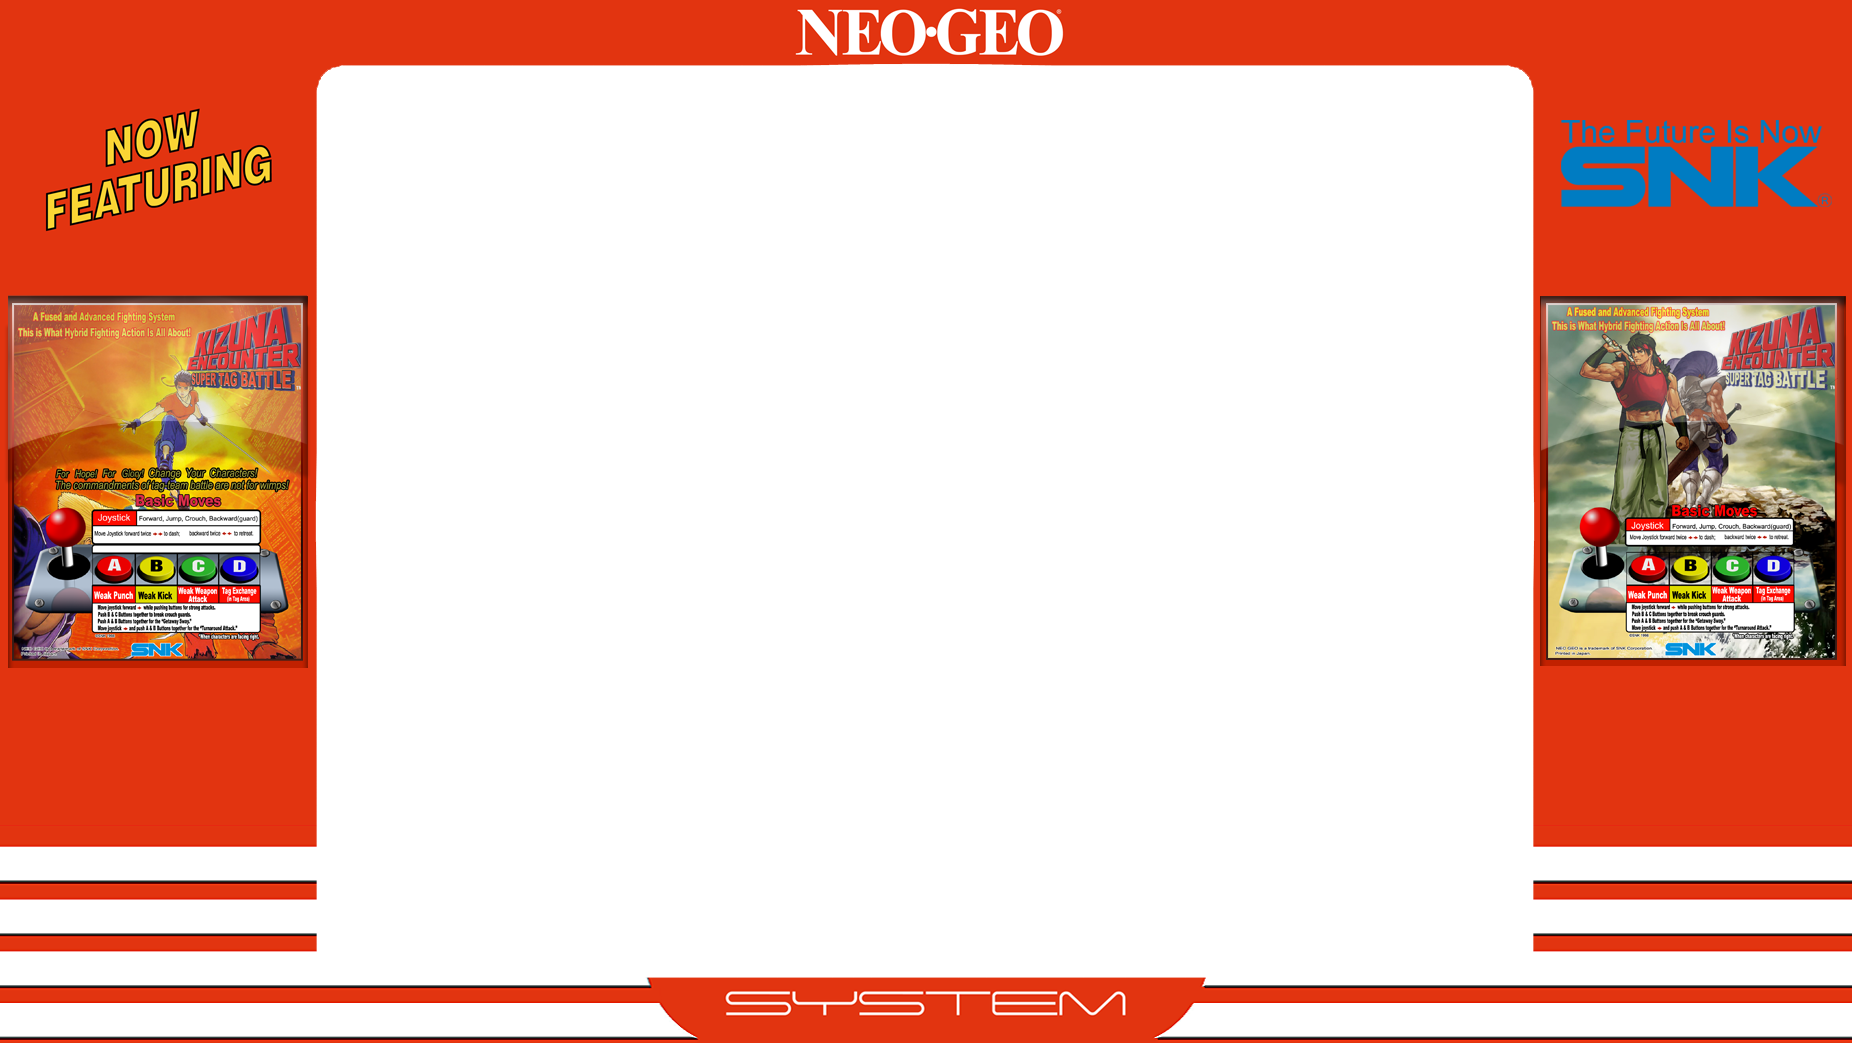 NEO•GEO®
NOW
FEATURING
The Future Is Now
SNK®
A Fused and Advanced Fighting System
This is What Hybrid Fighting Action Is All About!
KIZUNA
ENCOUNTER
SUPER TAG BATTLE™
For Hope! For Glory! Change Your Characters!
The commandments of tag-team battle are not for wimps!
Basic Moves
Joystick Forward, Jump, Crouch, Backward(guard)
Move Joystick forward twice to dash; backward twice to retreat.
A B C D
Weak Punch Weak Kick Weak Weapon Attack Tag Exchange (in Tag Area)
Move joystick forward → while pushing buttons for strong attacks.
Push B & C Buttons together to break crouch guards.
Push A & B Buttons together for the "Getaway Sway."
Move joystick and push A & B Buttons together for the "Turnaround Attack."
*When characters are facing right.
SNK
A Fused and Advanced Fighting System
This is What Hybrid Fighting Action Is All About!
KIZUNA
ENCOUNTER
SUPER TAG BATTLE™
Basic Moves
Joystick Forward, Jump, Crouch, Backward(guard)
Move Joystick forward twice to dash; backward twice to retreat.
A B C D
Weak Punch Weak Kick Weak Weapon Attack Tag Exchange (in Tag Area)
Move joystick forward → while pushing buttons for strong attacks.
Push B & C Buttons together to break crouch guards.
Push A & B Buttons together for the "Getaway Sway."
Move joystick and push A & B Buttons together for the "Turnaround Attack."
©SNK 1996
*When characters are facing right.
NEO GEO is a trademark of SNK Corporation
Printed in Japan
SNK
SYSTEM